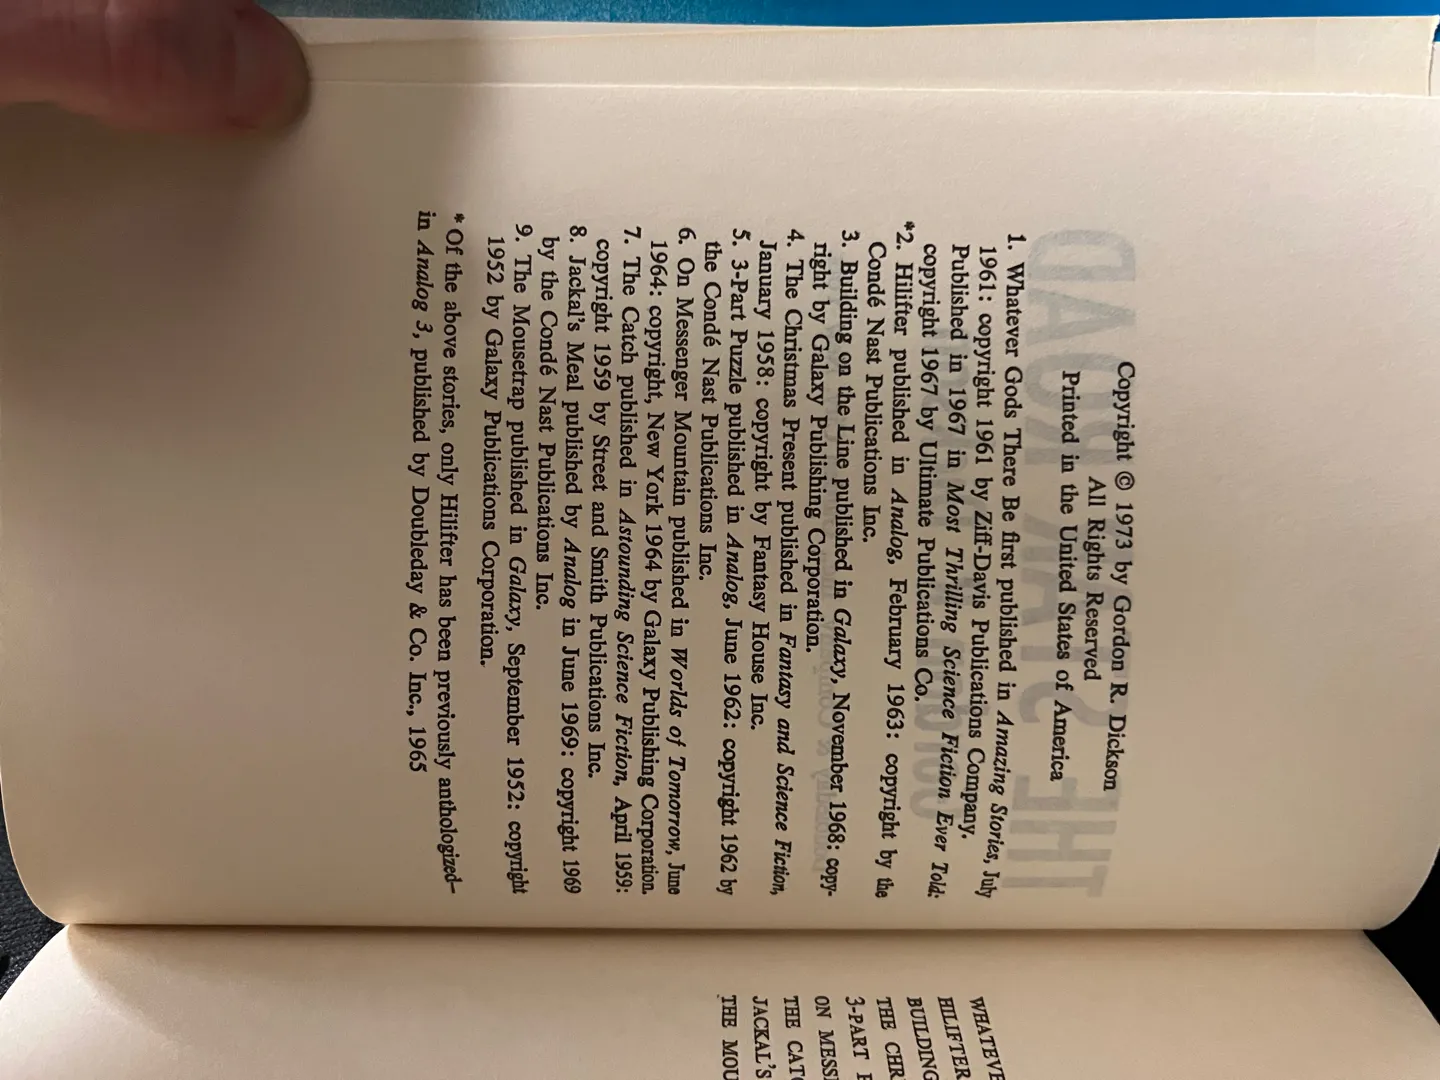 Copyright © 1973 by Gordon R. Dickson
All Rights Reserved
Printed in the United States of America
1. Whatever Gods There Be first published in Amazing Stories, July
1961: copyright 1961 by Ziff-Davis Publications Company.
Published in 1967 in Most Thrilling Science Fiction Ever Told:
copyright 1967 by Ultimate Publications Co.
*2. Hilifter published in Analog, February 1963: copyright by the
Condé Nast Publications Inc.
3. Building on the Line published in Galaxy, November 1968: copy-
right by Galaxy Publishing Corporation.
4. The Christmas Present published in Fantasy and Science Fiction,
January 1958: copyright by Fantasy House Inc.
5. 3-Part Puzzle published in Analog, June 1962: copyright 1962 by
the Condé Nast Publications Inc.
6. On Messenger Mountain published in Worlds of Tomorrow, June
1964: copyright, New York 1964 by Galaxy Publishing Corporation.
7. The Catch published in Astounding Science Fiction, April 1959:
copyright 1959 by Street and Smith Publications Inc.
8. Jackal's Meal published by Analog in June 1969: copyright 1969
by the Condé Nast Publications Inc.
9. The Mousetrap published in Galaxy, September 1952: copyright
1952 by Galaxy Publications Corporation.
*Of the above stories, only Hilifter has been previously anthologized—
in Analog 3, published by Doubleday & Co. Inc., 1965
WHATEVE
HILIFTER
BUILDING
THE CHR
3-PART P
ON MESSE
THE CATC
JACKAL'S
THE MOU